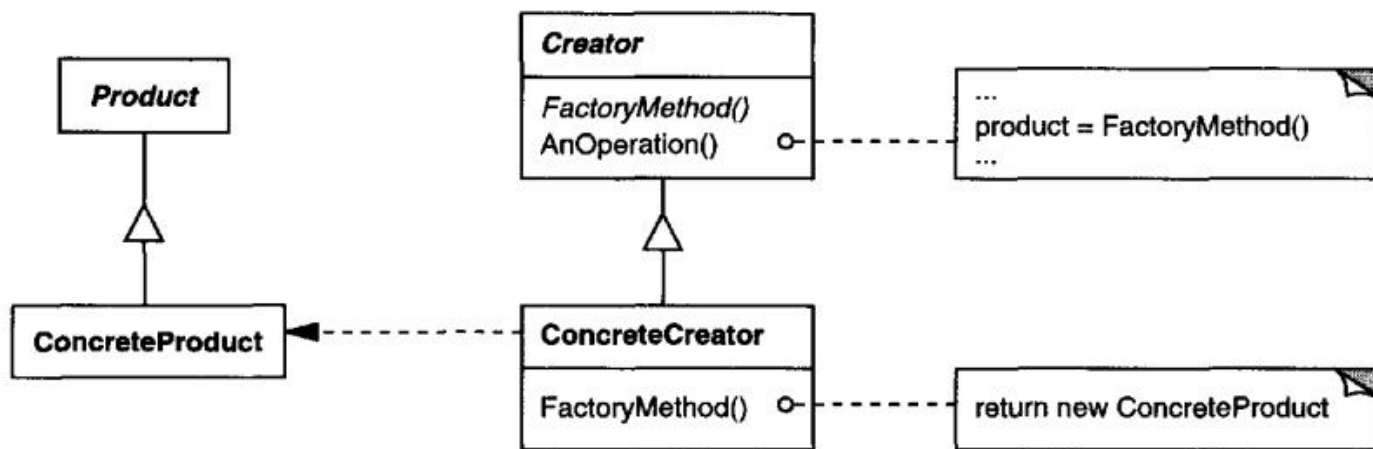 Product
ConcreteProduct
Creator
FactoryMethod()
AnOperation()
...
product = FactoryMethod()
...
ConcreteCreator
FactoryMethod()
return new ConcreteProduct